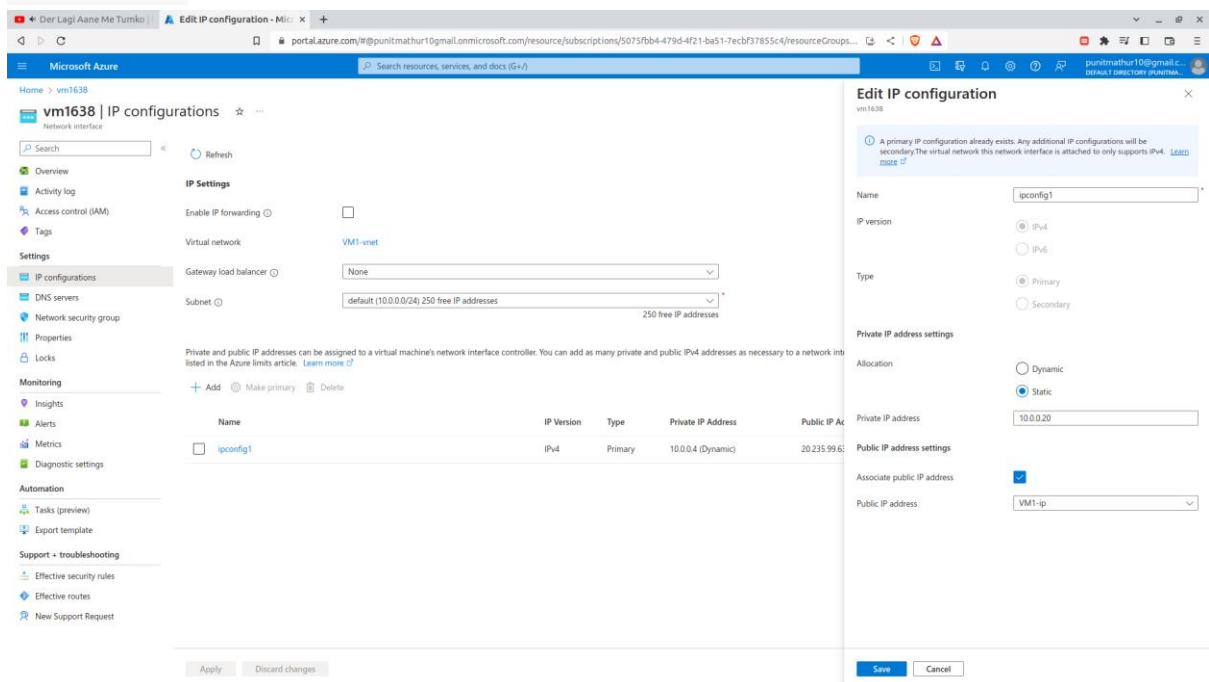 Der Lagi Aane Me Tumko |
Edit IP configuration - Mic
portal.azure.com/#@punitmathur10gmail.onmicrosoft.com/resource/subscriptions/5075fbb4-479d-4f21-ba51-7ecbf37855c4/resourceGroups...
Microsoft Azure
Search resources, services, and docs (G+/)
punitmathur10@gmail.c...
DEFAULT DIRECTORY (PUNITMA...
Home > vm1638
vm1638 | IP configurations ☆ ...
Network interface
Search «
Overview
Activity log
Access control (IAM)
Tags
Settings
IP configurations
DNS servers
Network security group
Properties
Locks
Monitoring
Insights
Alerts
Metrics
Diagnostic settings
Automation
Tasks (preview)
Export template
Support + troubleshooting
Effective security rules
Effective routes
New Support Request
Refresh
IP Settings
Enable IP forwarding
Virtual network VM1-vnet
Gateway load balancer None
Subnet default (10.0.0.0/24) 250 free IP addresses *
250 free IP addresses
Private and public IP addresses can be assigned to a virtual machine's network interface controller. You can add as many private and public IPv4 addresses as necessary to a network int
listed in the Azure limits article. Learn more
+ Add Make primary Delete
Name IP Version Type Private IP Address Public IP Ad
ipconfig1 IPv4 Primary 10.0.0.4 (Dynamic) 20.235.99.63
Apply Discard changes
Edit IP configuration
vm1638
A primary IP configuration already exists. Any additional IP configurations will be
secondary.The virtual network this network interface is attached to only supports IPv4. Learn
more
Name ipconfig1 *
IP version IPv4
IPv6
Type Primary
Secondary
Private IP address settings
Allocation Dynamic
Static
Private IP address 10.0.0.20
Public IP address settings
Associate public IP address
Public IP address VM1-ip
Save Cancel